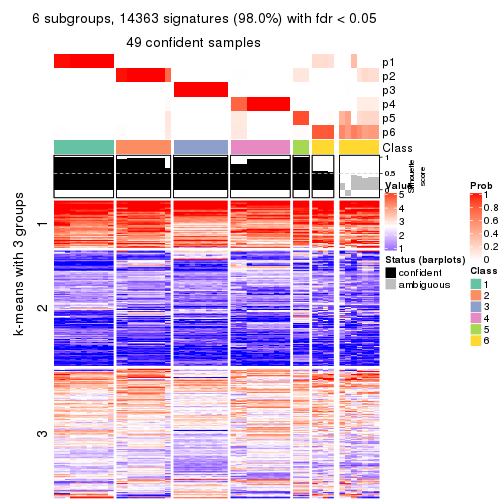 6 subgroups, 14363 signatures (98.0%) with fdr < 0.05
49 confident samples
p1
p2
p3
p4
p5
p6
Class
1
0.5
0
Silhouette
score
k-means with 3 groups
1
2
3
Value
5
4
3
2
1
Status (barplots)
confident
ambiguous
Prob
1
0.8
0.6
0.4
0.2
0
Class
1
2
3
4
5
6